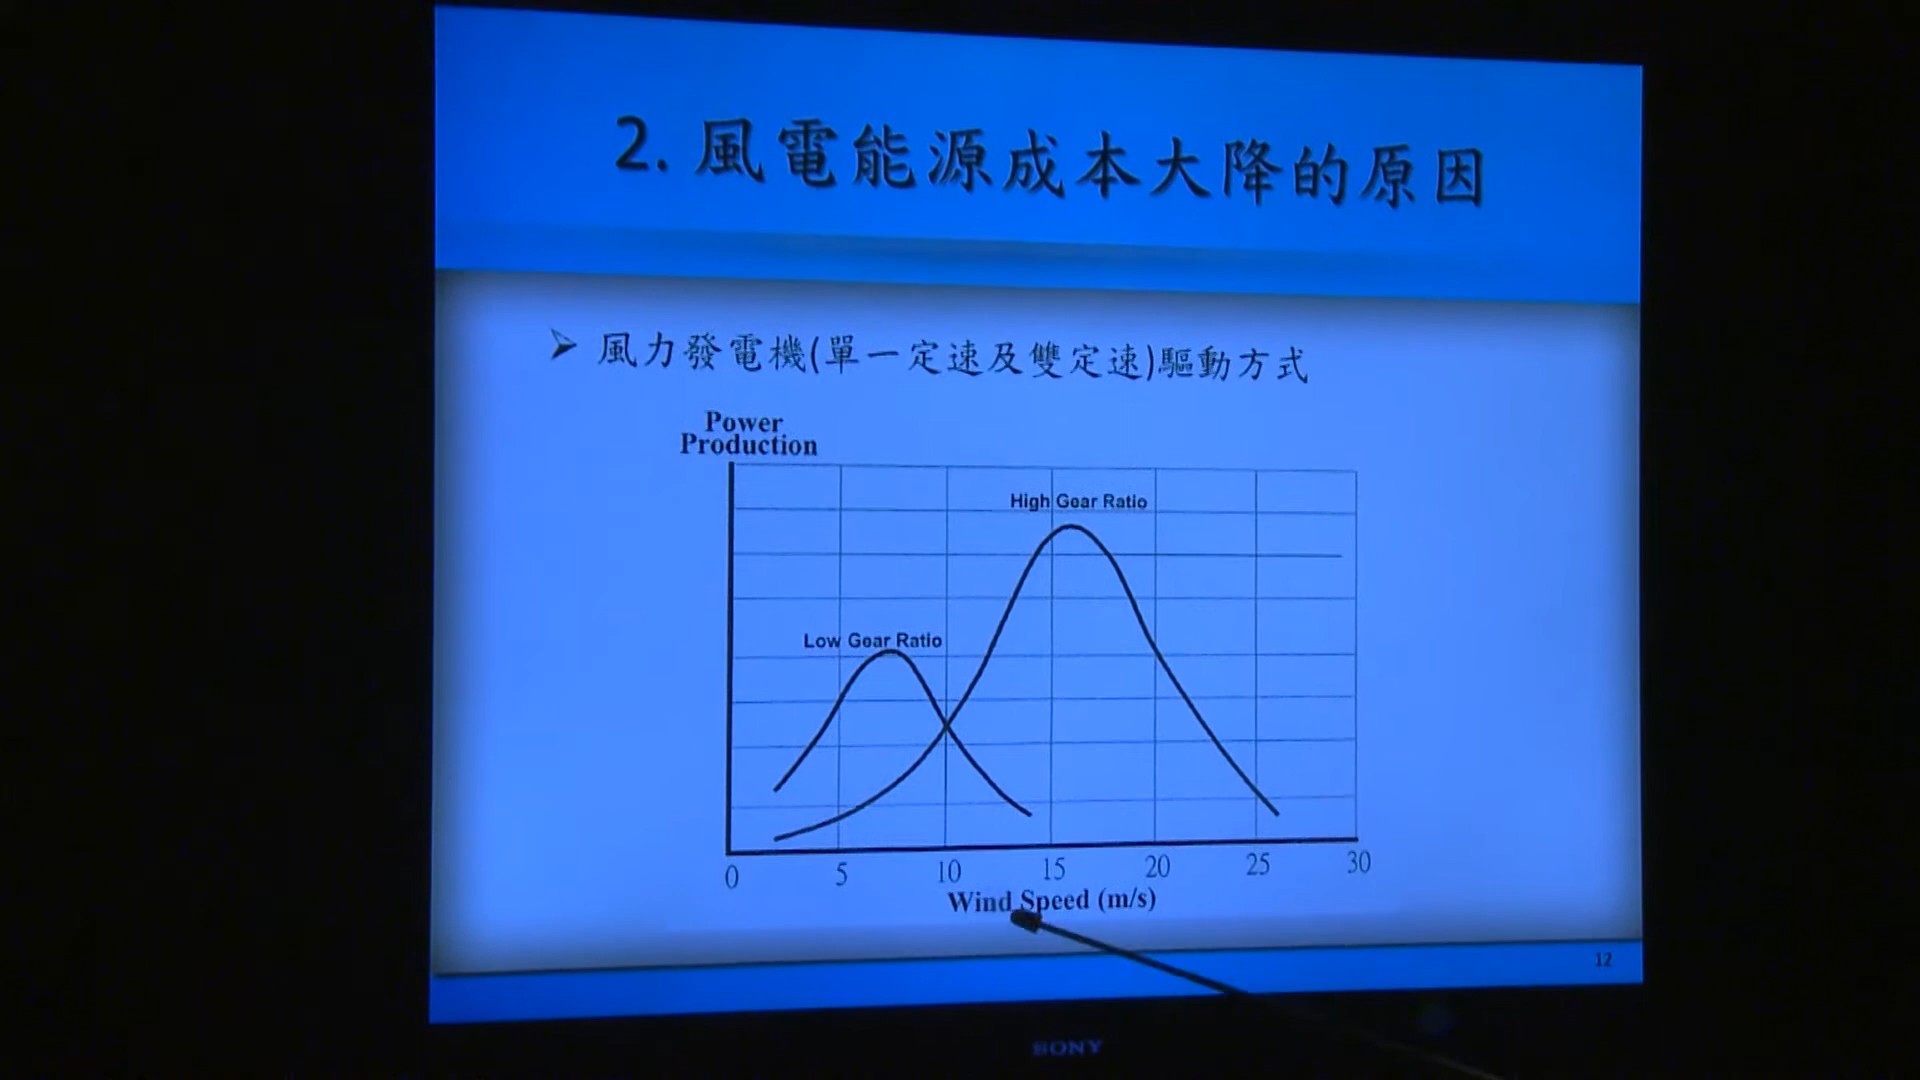 2. 風電能源成本大降的原因
風力發電機(單一定速及雙定速)驅動方式
Power
Production
High Gear Ratio
Low Gear Ratio
0 5 10 15 20 25 30
Wind Speed (m/s)
12
SONY